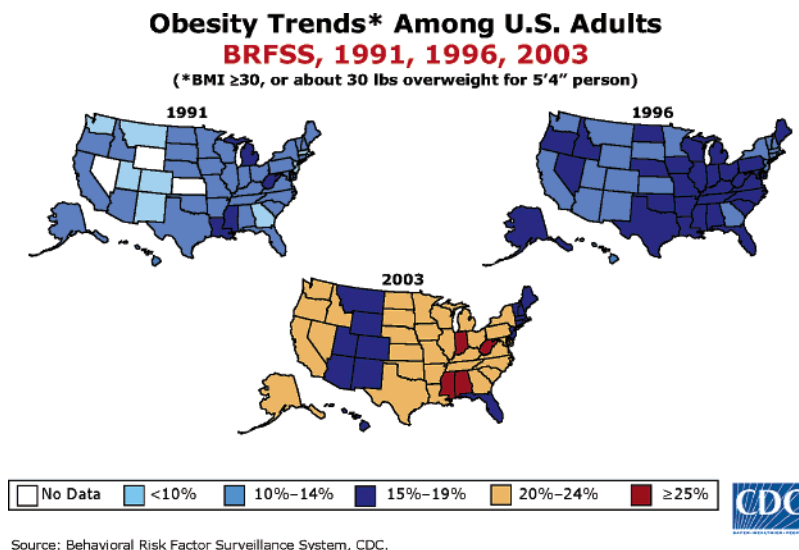 Obesity Trends* Among U.S. Adults
BRFSS, 1991, 1996, 2003
(*BMI ≥30, or about 30 lbs overweight for 5’4” person)
1991
1996
2003
No Data
<10%
10%–14%
15%–19%
20%–24%
≥25%
CDC
Source: Behavioral Risk Factor Surveillance System, CDC.